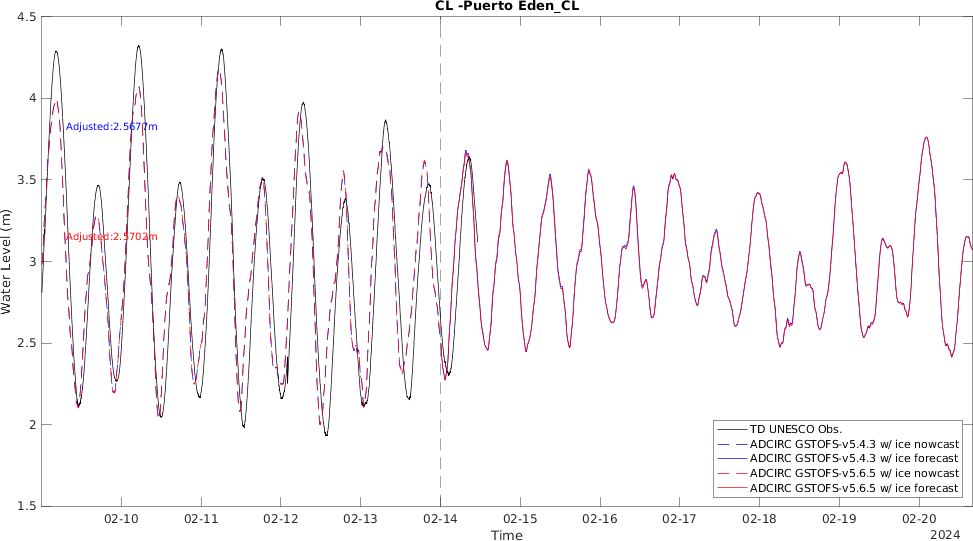 CL -Puerto Eden_CL
4.5
4
3.5
3
2.5
2
1.5
Water Level (m)
Adjusted:2.5677m
Adjusted:2.5702m
TD UNESCO Obs.
ADCIRC GSTOFS-v5.4.3 w/ ice nowcast
ADCIRC GSTOFS-v5.4.3 w/ ice forecast
ADCIRC GSTOFS-v5.6.5 w/ ice nowcast
ADCIRC GSTOFS-v5.6.5 w/ ice forecast
02-10 02-11 02-12 02-13 02-14 02-15 02-16 02-17 02-18 02-19 02-20
Time
2024